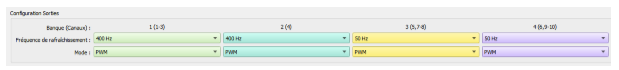 Configuration Sorties
Banque (Canaux) : 1 (1-3) 2 (4) 3 (5,7-8) 4 (6,9-10)
Fréquence de rafraîchissement : 400 Hz 400 Hz 50 Hz 50 Hz
Mode : PWM PWM PWM PWM